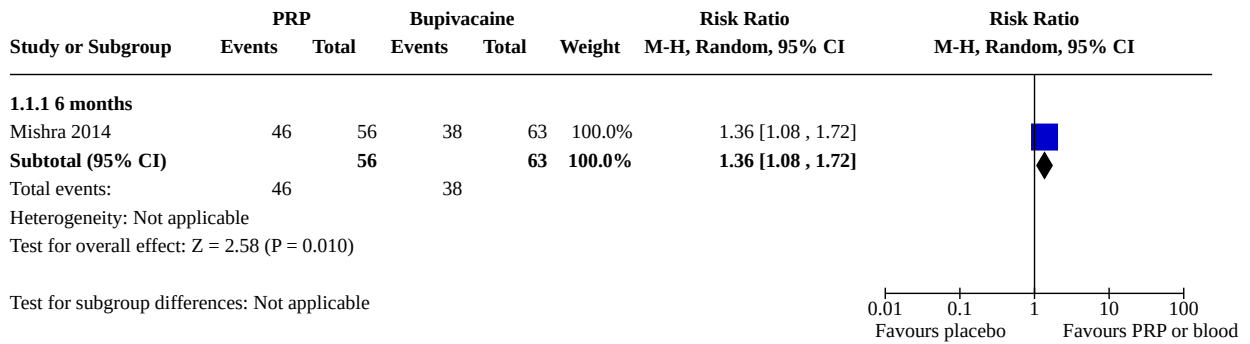 PRP Bupivacaine Risk Ratio Risk Ratio
Study or Subgroup Events Total Events Total Weight M-H, Random, 95% CI M-H, Random, 95% CI
1.1.1 6 months
Mishra 2014 46 56 38 63 100.0% 1.36 [1.08 , 1.72]
Subtotal (95% CI) 56 63 100.0% 1.36 [1.08 , 1.72]
Total events: 46 38
Heterogeneity: Not applicable
Test for overall effect: Z = 2.58 (P = 0.010)
Test for subgroup differences: Not applicable
0.01 0.1 1 10 100
Favours placebo Favours PRP or blood